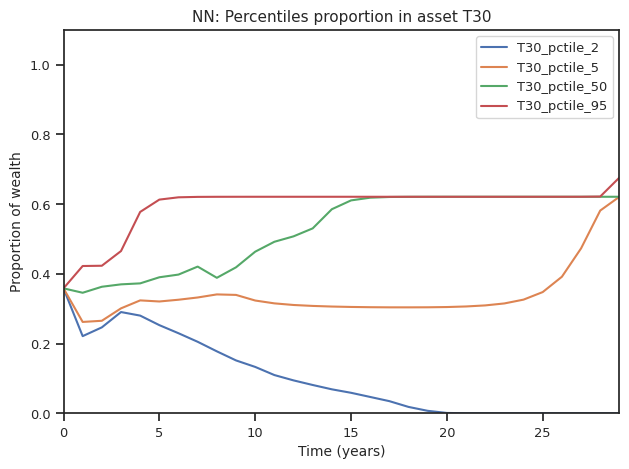 NN: Percentiles proportion in asset T30
T30_pctile_2
T30_pctile_5
T30_pctile_50
T30_pctile_95
Proportion of wealth
1.0
0.8
0.6
0.4
0.2
0.0
0 5 10 15 20 25
Time (years)